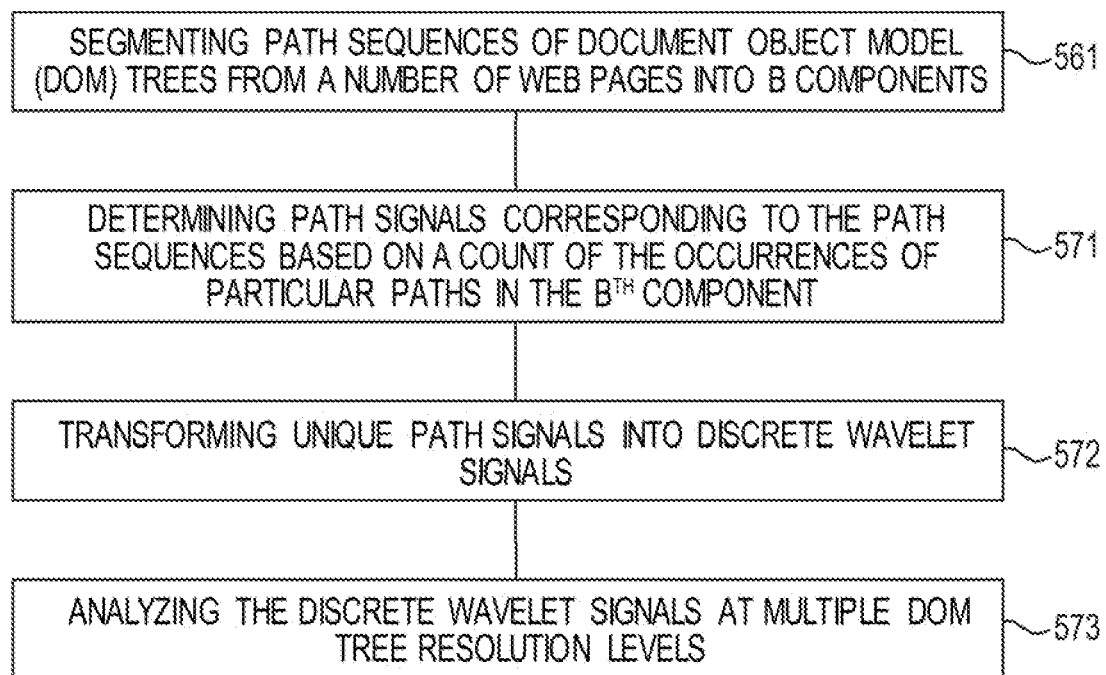 SEGMENTING PATH SEQUENCES OF DOCUMENT OBJECT MODEL
(DOM) TREES FROM A NUMBER OF WEB PAGES INTO B COMPONENTS
561
DETERMINING PATH SIGNALS CORRESPONDING TO THE PATH
SEQUENCES BASED ON A COUNT OF THE OCCURRENCES OF
PARTICULAR PATHS IN THE BTH COMPONENT
571
TRANSFORMING UNIQUE PATH SIGNALS INTO DISCRETE WAVELET
SIGNALS
572
ANALYZING THE DISCRETE WAVELET SIGNALS AT MULTIPLE DOM
TREE RESOLUTION LEVELS
573